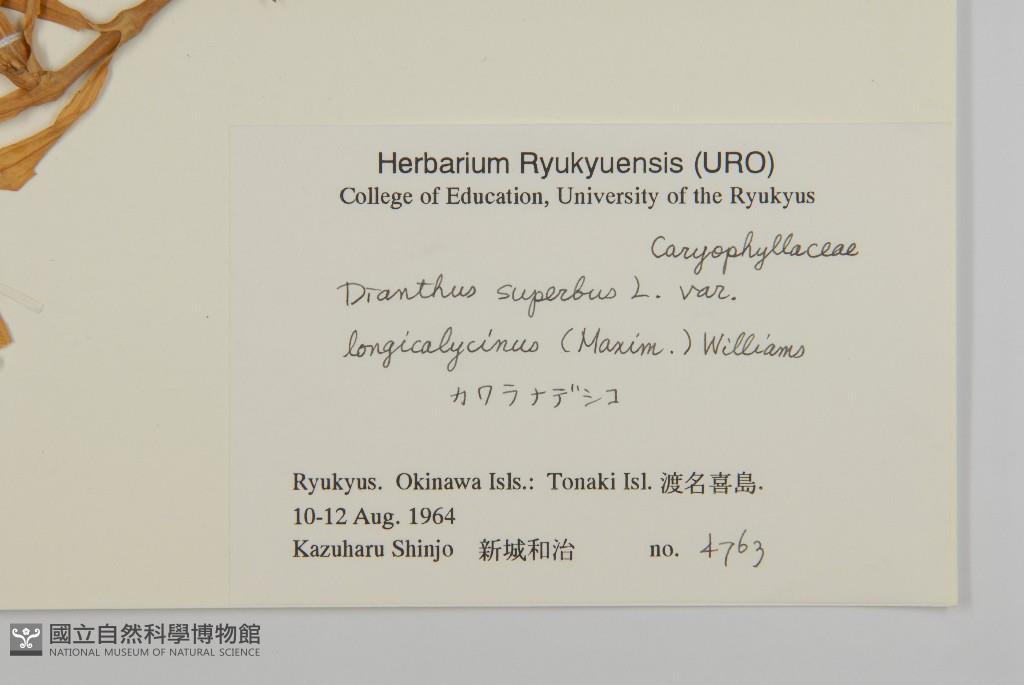 Herbarium Ryukyuensis (URO)
College of Education, University of the Ryukyus
Caryophyllaceae
Dianthus superbus L. var.
longicalycinus (Maxim.) Williams
カワラナデシコ
Ryukyus. Okinawa Isls.: Tonaki Isl. 渡名喜島.
10-12 Aug. 1964
Kazuharu Shinjo 新城和治 no. 4763
國立自然科學博物館
NATIONAL MUSEUM OF NATURAL SCIENCE